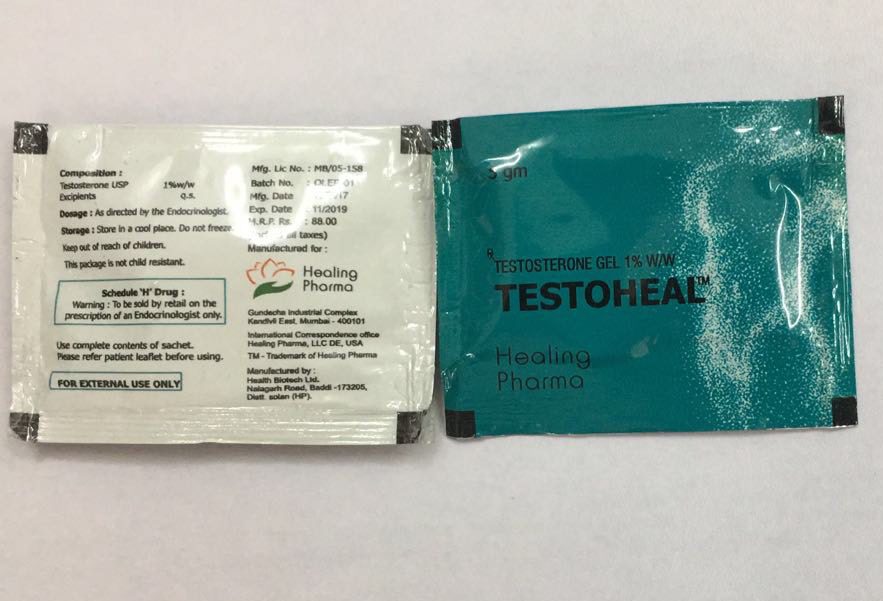 Composition :
Testosterone USP 1%w/w
Excipients q.s.
Dosage : As directed by the Endocrinologist.
Storage : Store in a cool place. Do not freeze.
Keep out of reach of children.
This package is not child resistant.
Schedule 'H' Drug :
Warning : To be sold by retail on the
prescription of an Endocrinologist only.
Use complete contents of sachet.
Please refer patient leaflet before using.
FOR EXTERNAL USE ONLY
Mfg. Lic No. : MB/05-158
Batch No. :
Mfg. Date
Exp. Date 11/2019
M.R.P. Rs. : 88.00
all taxes)
Manufactured for :
Healing
Pharma
Gundecha Industrial Complex
Kandivli East, Mumbai - 400101
International Correspondence office
Healing Pharma, LLC DE, USA
TM - Trademark of Healing Pharma
Manufactured by :
Health Biotech Ltd.
Nalagarh Road, Baddi -173205,
Distt. solan (HP).
5 gm
℞ TESTOSTERONE GEL 1% W/W
TESTOHEAL™
Healing
Pharma